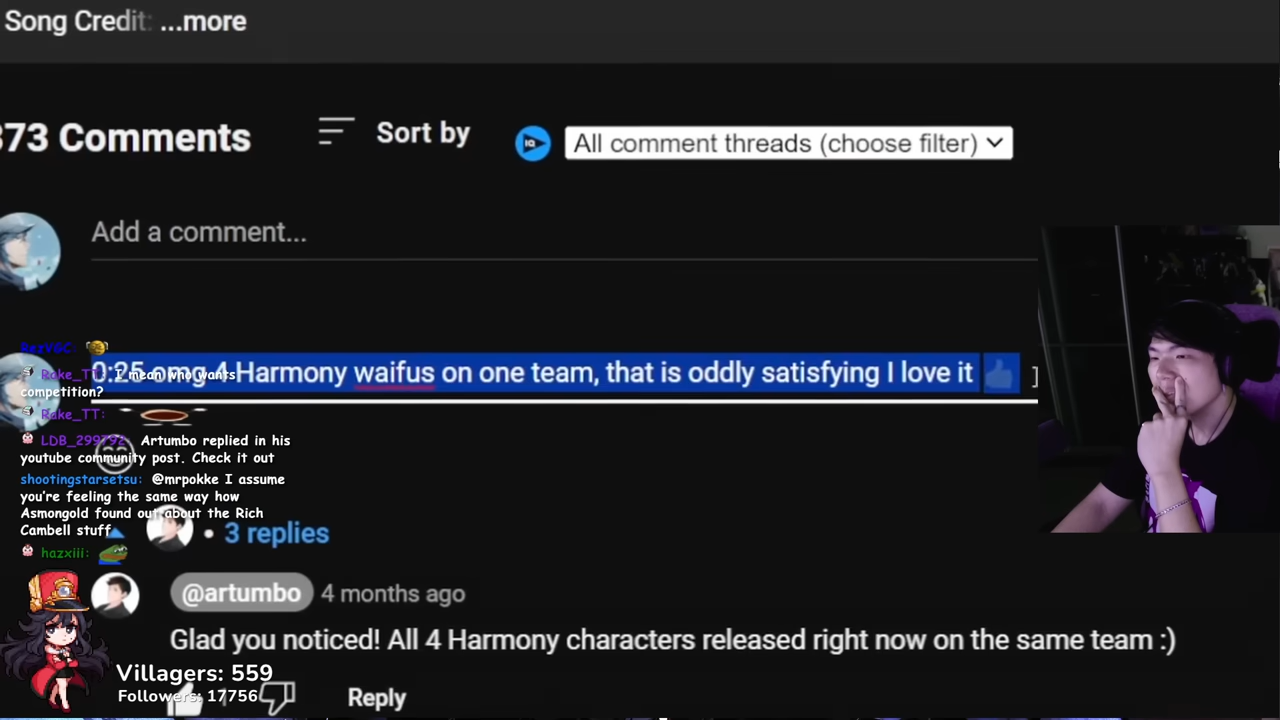 Song Credit: ...more
373 Comments
Sort by
All comment threads (choose filter)
Add a comment...
0:25 omg 4 Harmony waifus on one team, that is oddly satisfying I love it
RexVGC:
Rake_TT: I mean who wants
competition?
Rake_TT:
LDB_299792: Artumbo replied in his
youtube community post. Check it out
shootingstarsetsu: @mrpokke I assume
you're feeling the same way how
Asmongold found out about the Rich
Cambell stuff
hazxiii:
3 replies
@artumbo 4 months ago
Glad you noticed! All 4 Harmony characters released right now on the same team :)
Villagers: 559
Followers: 17756
Reply